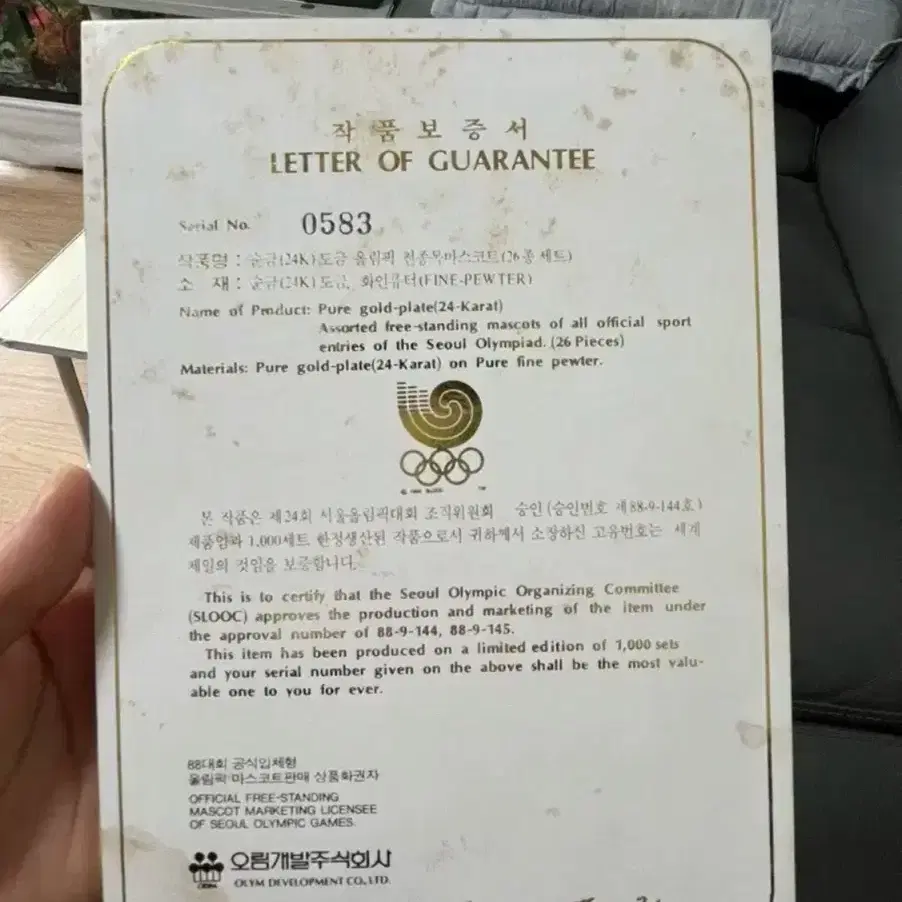 작 품 보 증 서
LETTER OF GUARANTEE
Serial No. 0583
작품명 : 순금(24K)도금 올림픽 전종목마스코트(26종 세트)
소 재 : 순금(24K)도금, 화인퓨터(FINE-PEWTER)
Name of Product: Pure gold-plate(24-Karat)
Assorted free-standing mascots of all official sport
entries of the Seoul Olympiad. (26 Pieces)
Materials: Pure gold-plate(24-Karat) on Pure fine pewter.
본 작품은 제24회 서울올림픽대회 조직위원회 승인(승인번호 제88-9-144호)
제품임과 1,000세트 한정생산된 작품으로서 귀하께서 소장하신 고유번호는 세계
제일의 것임을 보증합니다.
This is to certify that the Seoul Olympic Organizing Committee
(SLOOC) approves the production and marketing of the item under
the approval number of 88-9-144, 88-9-145.
This item has been produced on a limited edition of 1,000 sets
and your serial number given on the above shall be the most valu-
able one to you for ever.
88대회 공식입체형
올림픽 마스코트판매 상품화권자
OFFICIAL FREE-STANDING
MASCOT MARKETING LICENSEE
OF SEOUL OLYMPIC GAMES.
오림개발주식회사
OLYM DEVELOPMENT CO., LTD.